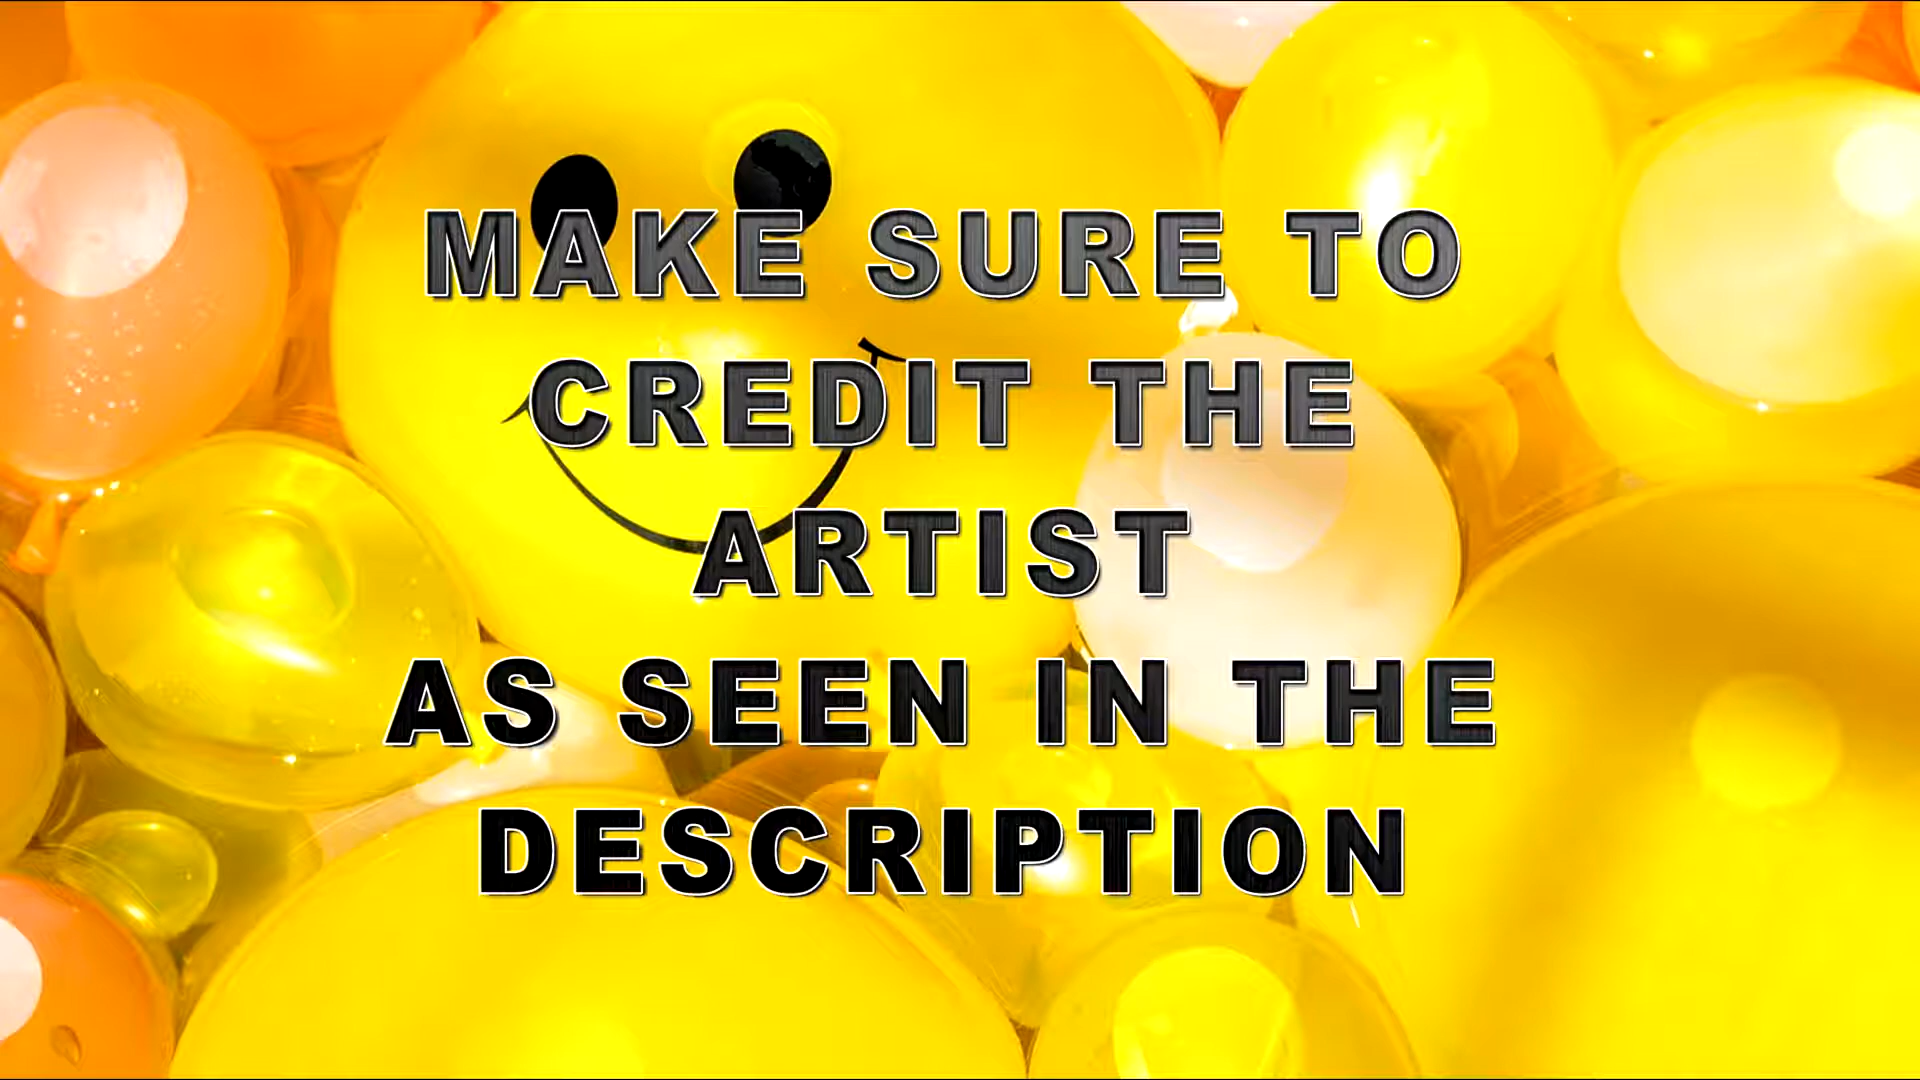 MAKE SURE TO
CREDIT THE
ARTIST
AS SEEN IN THE
DESCRIPTION